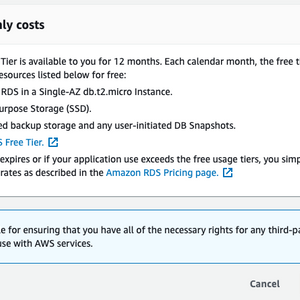 nly costs
Tier is available to you for 12 months. Each calendar month, the free t
esources listed below for free:
RDS in a Single-AZ db.t2.micro Instance.
urpose Storage (SSD).
ed backup storage and any user-initiated DB Snapshots.
S Free Tier.
expires or if your application use exceeds the free usage tiers, you simp
rates as described in the Amazon RDS Pricing page.
le for ensuring that you have all of the necessary rights for any third-pa
use with AWS services.
Cancel